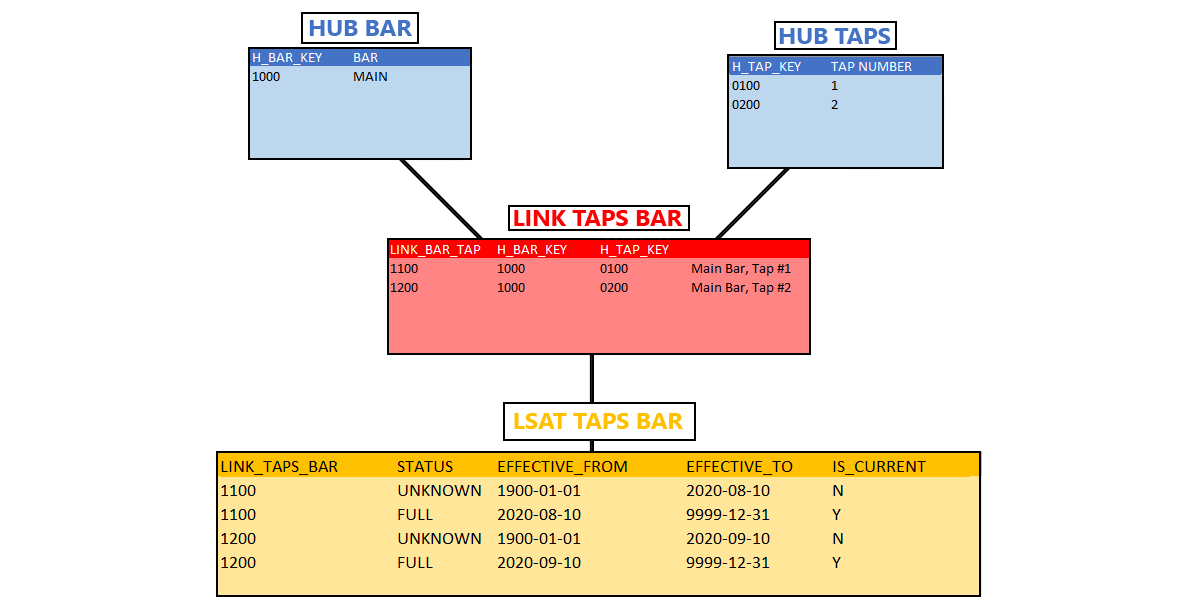 HUB BAR
H_BAR_KEY BAR
1000 MAIN
HUB TAPS
H_TAP_KEY TAP NUMBER
0100 1
0200 2
LINK TAPS BAR
LINK_BAR_TAP H_BAR_KEY H_TAP_KEY
1100 1000 0100 Main Bar, Tap #1
1200 1000 0200 Main Bar, Tap #2
LSAT TAPS BAR
LINK_TAPS_BAR STATUS EFFECTIVE_FROM EFFECTIVE_TO IS_CURRENT
1100 UNKNOWN 1900-01-01 2020-08-10 N
1100 FULL 2020-08-10 9999-12-31 Y
1200 UNKNOWN 1900-01-01 2020-09-10 N
1200 FULL 2020-09-10 9999-12-31 Y